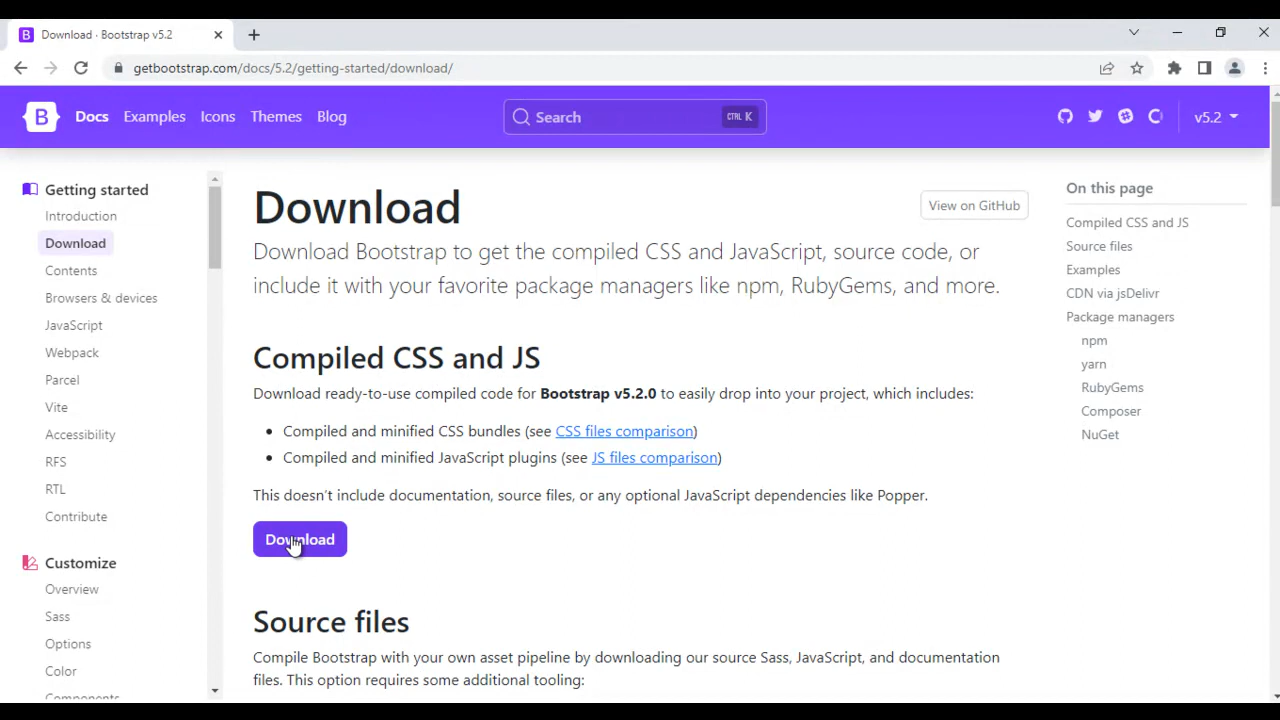 Download · Bootstrap v5.2
getbootstrap.com/docs/5.2/getting-started/download/
B Docs Examples Icons Themes Blog
Search CTRL K
v5.2
Getting started
Introduction
Download
Contents
Browsers & devices
JavaScript
Webpack
Parcel
Vite
Accessibility
RFS
RTL
Contribute
Customize
Overview
Sass
Options
Color
Components
Download
View on GitHub
Download Bootstrap to get the compiled CSS and JavaScript, source code, or
include it with your favorite package managers like npm, RubyGems, and more.
Compiled CSS and JS
Download ready-to-use compiled code for Bootstrap v5.2.0 to easily drop into your project, which includes:
Compiled and minified CSS bundles (see CSS files comparison)
Compiled and minified JavaScript plugins (see JS files comparison)
This doesn’t include documentation, source files, or any optional JavaScript dependencies like Popper.
Download
Source files
Compile Bootstrap with your own asset pipeline by downloading our source Sass, JavaScript, and documentation
files. This option requires some additional tooling:
On this page
Compiled CSS and JS
Source files
Examples
CDN via jsDelivr
Package managers
npm
yarn
RubyGems
Composer
NuGet